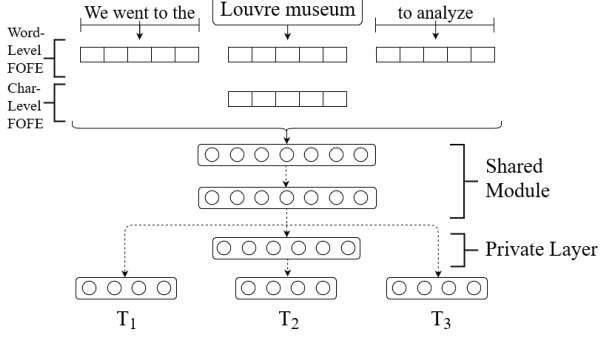 We went to the
Louvre museum
to analyze
Word-
Level
FOFE
Char-
Level
FOFE
Shared
Module
Private Layer
T1
T2
T3